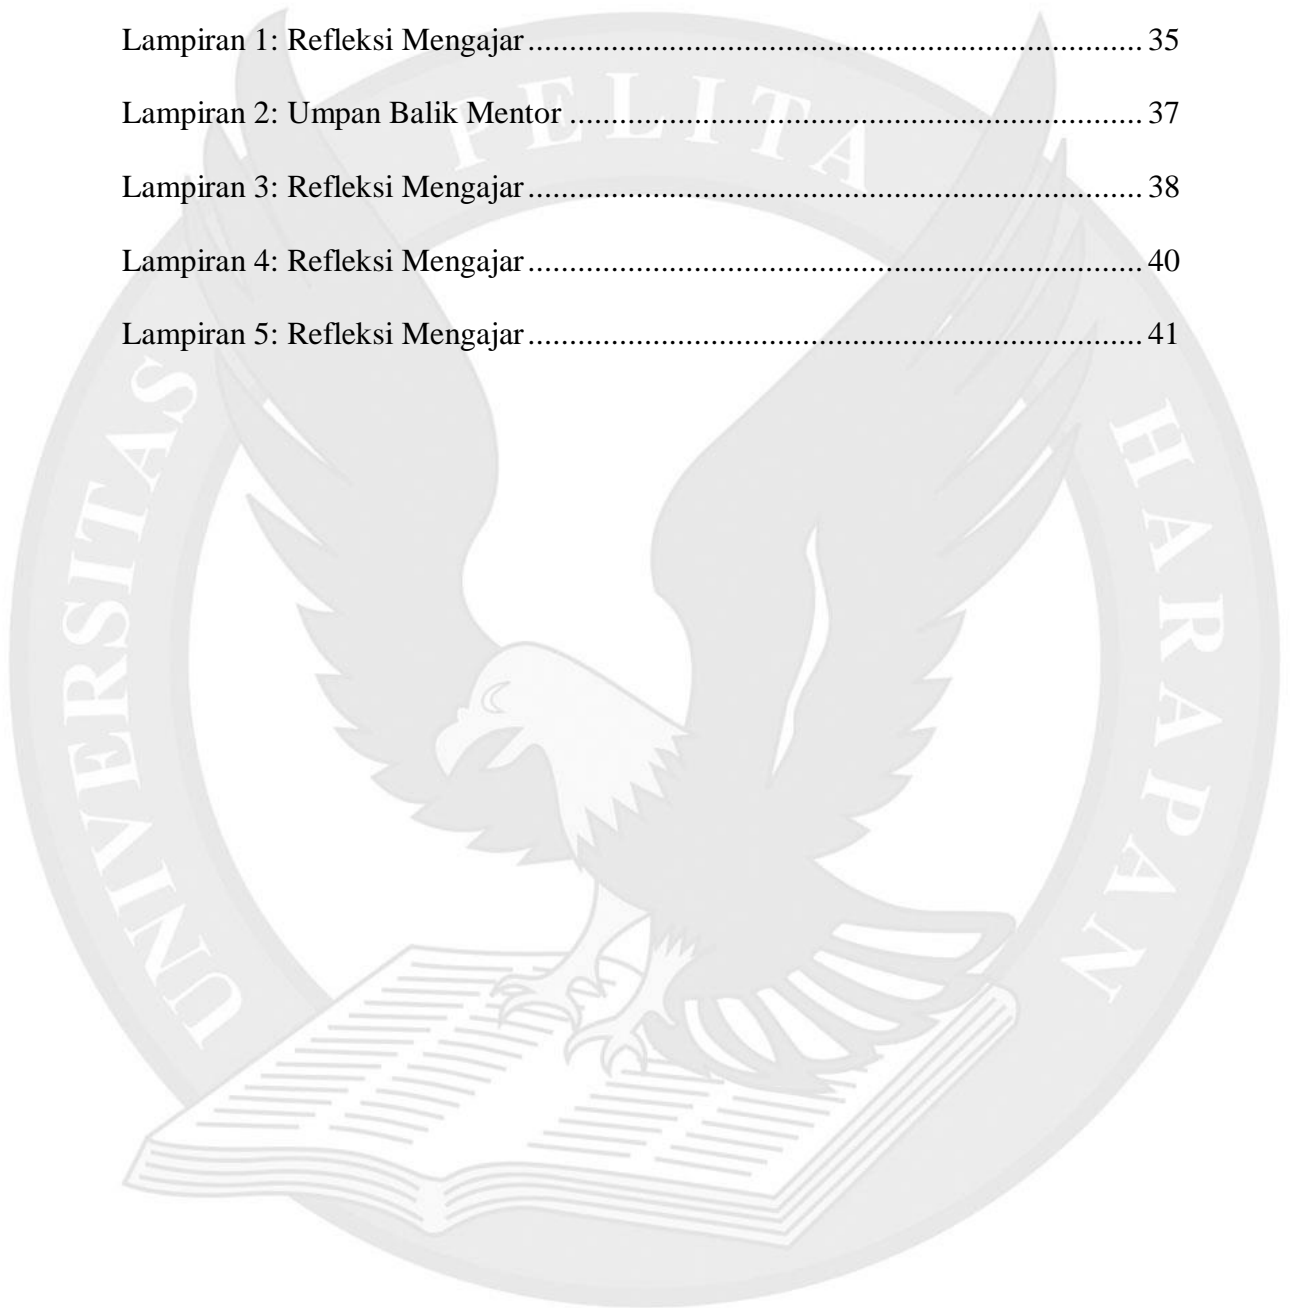 Lampiran 1: Refleksi Mengajar........................................................................... 35
Lampiran 2: Umpan Balik Mentor ...................................................................... 37
Lampiran 3: Refleksi Mengajar........................................................................... 38
Lampiran 4: Refleksi Mengajar........................................................................... 40
Lampiran 5: Refleksi Mengajar........................................................................... 41
UNIVERSITAS PELITA HARAPAN